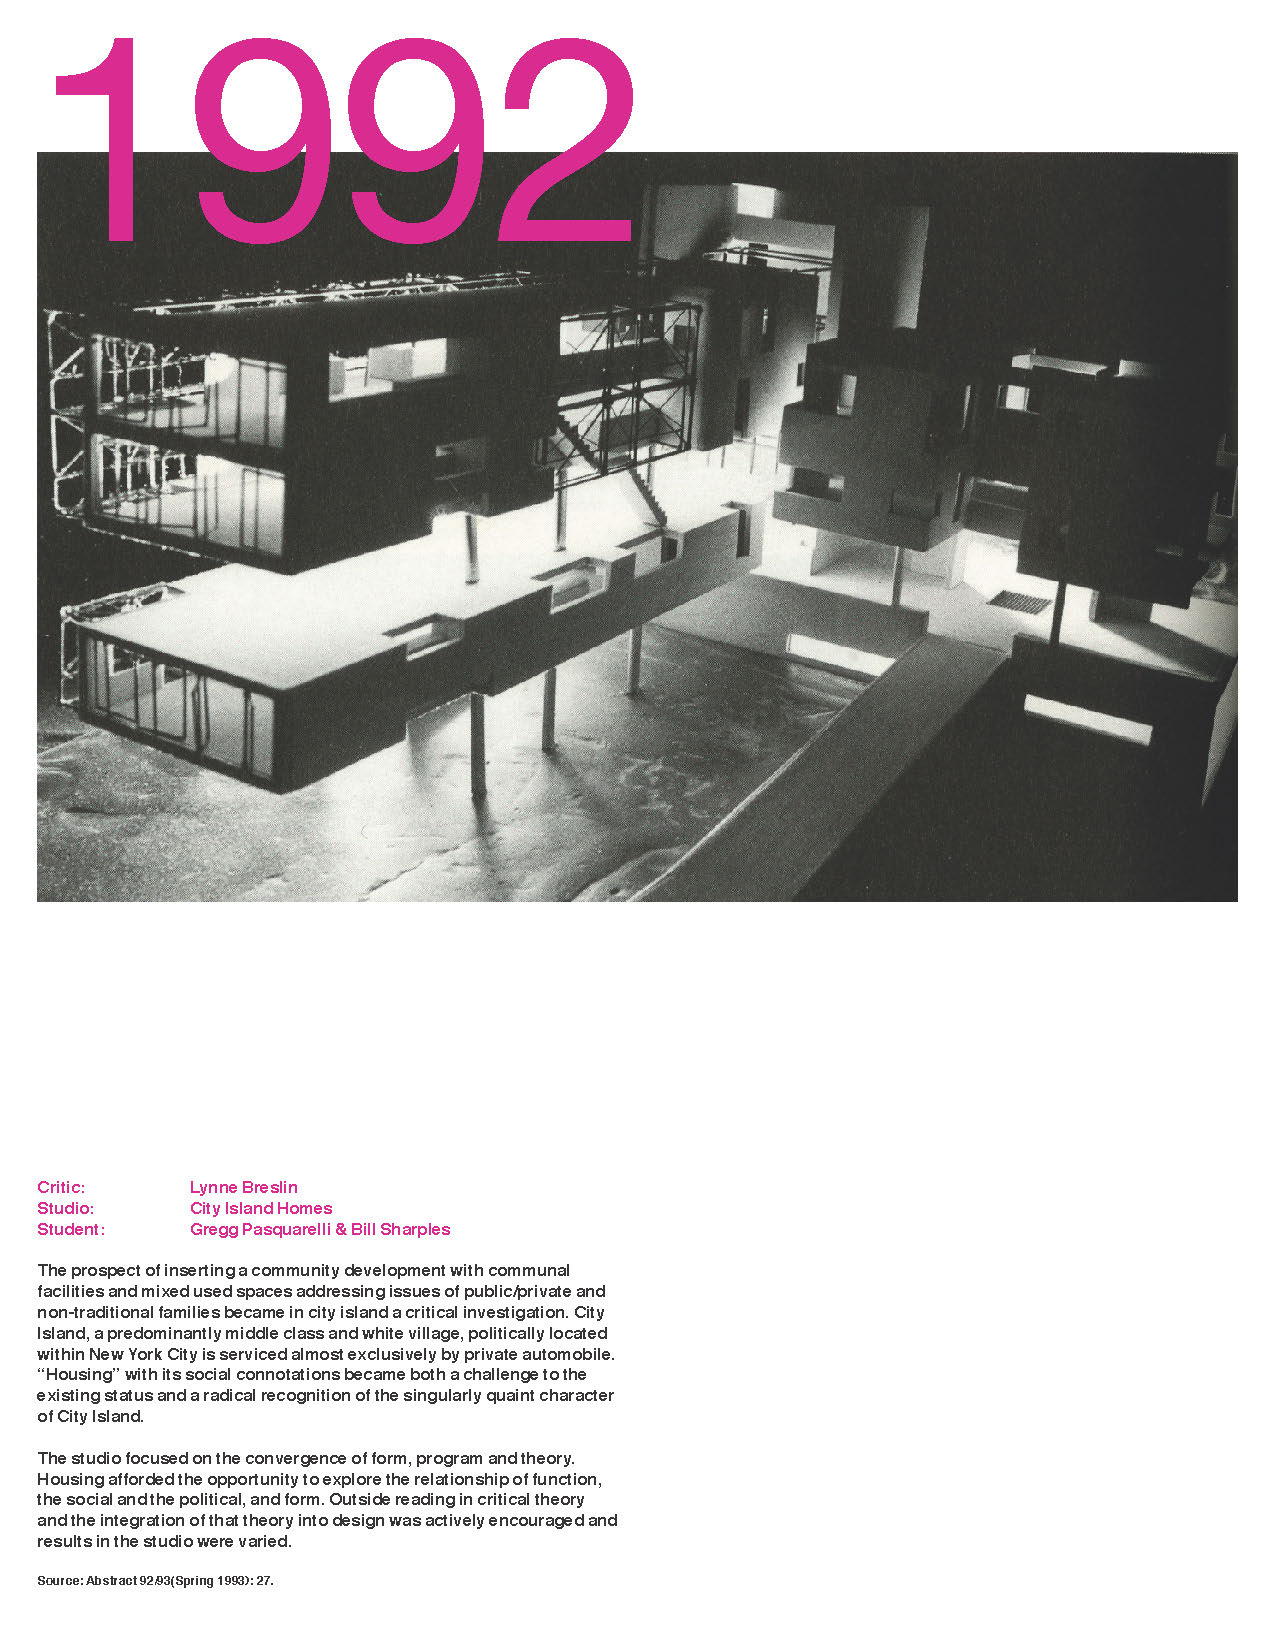 1992
Critic: Lynne Breslin
Studio: City Island Homes
Student: Gregg Pasquarelli & Bill Sharples
The prospect of inserting a community development with communal
facilities and mixed used spaces addressing issues of public/private and
non-traditional families became in city island a critical investigation. City
Island, a predominantly middle class and white village, politically located
within New York City is serviced almost exclusively by private automobile.
“Housing” with its social connotations became both a challenge to the
existing status and a radical recognition of the singularly quaint character
of City Island.
The studio focused on the convergence of form, program and theory.
Housing afforded the opportunity to explore the relationship of function,
the social and the political, and form. Outside reading in critical theory
and the integration of that theory into design was actively encouraged and
results in the studio were varied.
Source: Abstract 92/93(Spring 1993): 27.